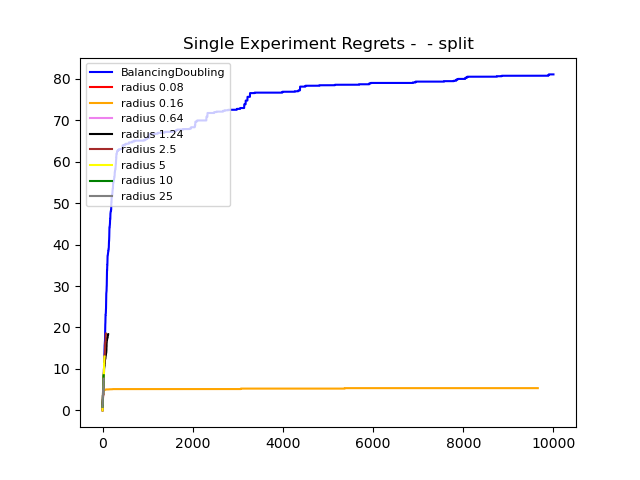 Single Experiment Regrets -  - split
BalancingDoubling
radius 0.08
radius 0.16
radius 0.64
radius 1.24
radius 2.5
radius 5
radius 10
radius 25
80
70
60
50
40
30
20
10
0
0 2000 4000 6000 8000 10000